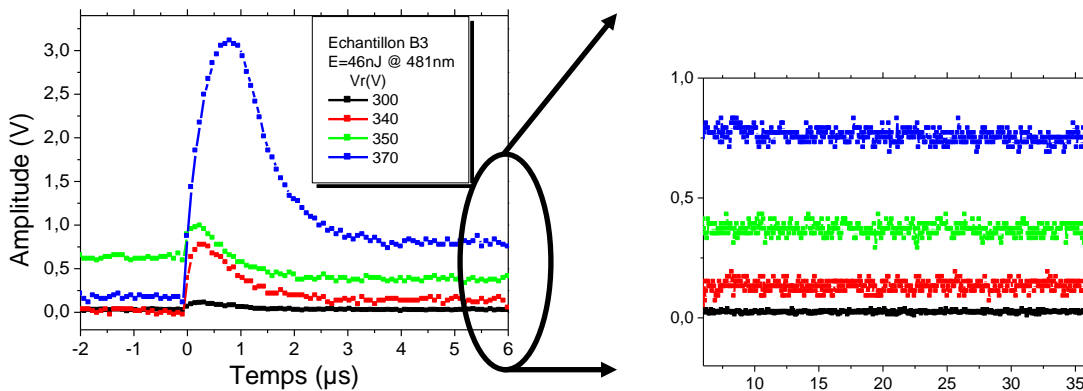 3,0
2,5
2,0
1,5
1,0
0,5
0,0
Amplitude (V)
-2 -1 0 1 2 3 4 5 6
Temps (µs)
Echantillon B3
E=46nJ @ 481nm
Vr(V)
300
340
350
370
1,0
0,5
0,0
10 15 20 25 30 35